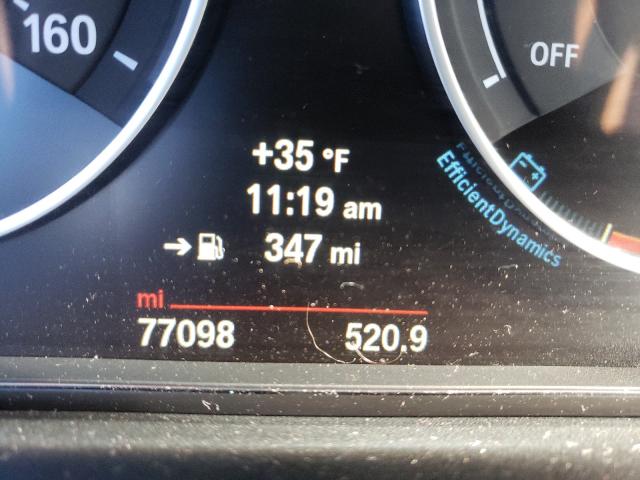 160
OFF
+35 °F
11:19 am
EfficientDynamics
→ 347 mi
mi
77098 520.9